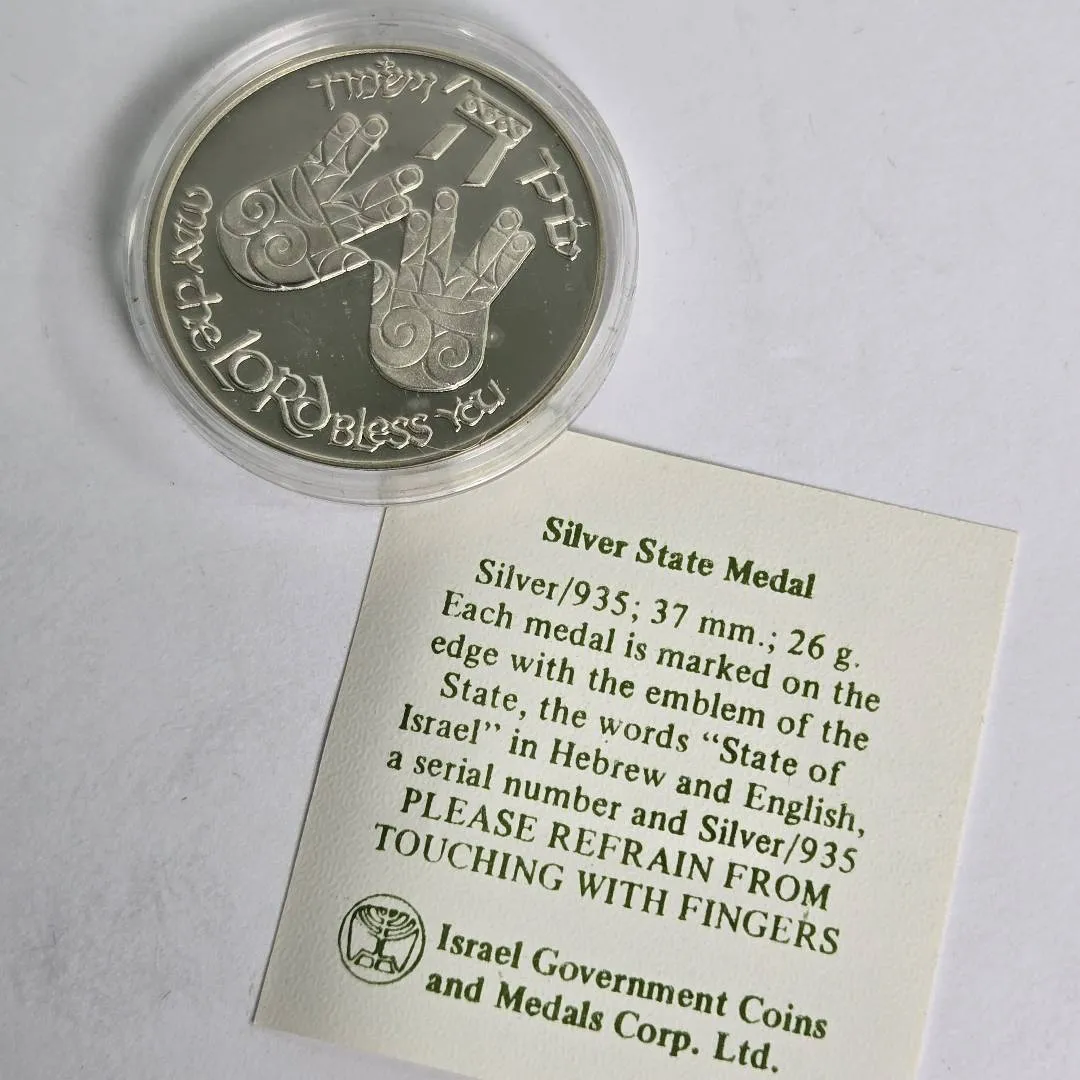 יברכך ה' וישמרך
may the LORD BLESS YOU
Silver State Medal
Silver/935; 37 mm.; 26 g.
Each medal is marked on the
edge with the emblem of the
State, the words “State of
Israel” in Hebrew and English,
a serial number and Silver/935
PLEASE REFRAIN FROM
TOUCHING WITH FINGERS
Israel Government Coins
and Medals Corp. Ltd.